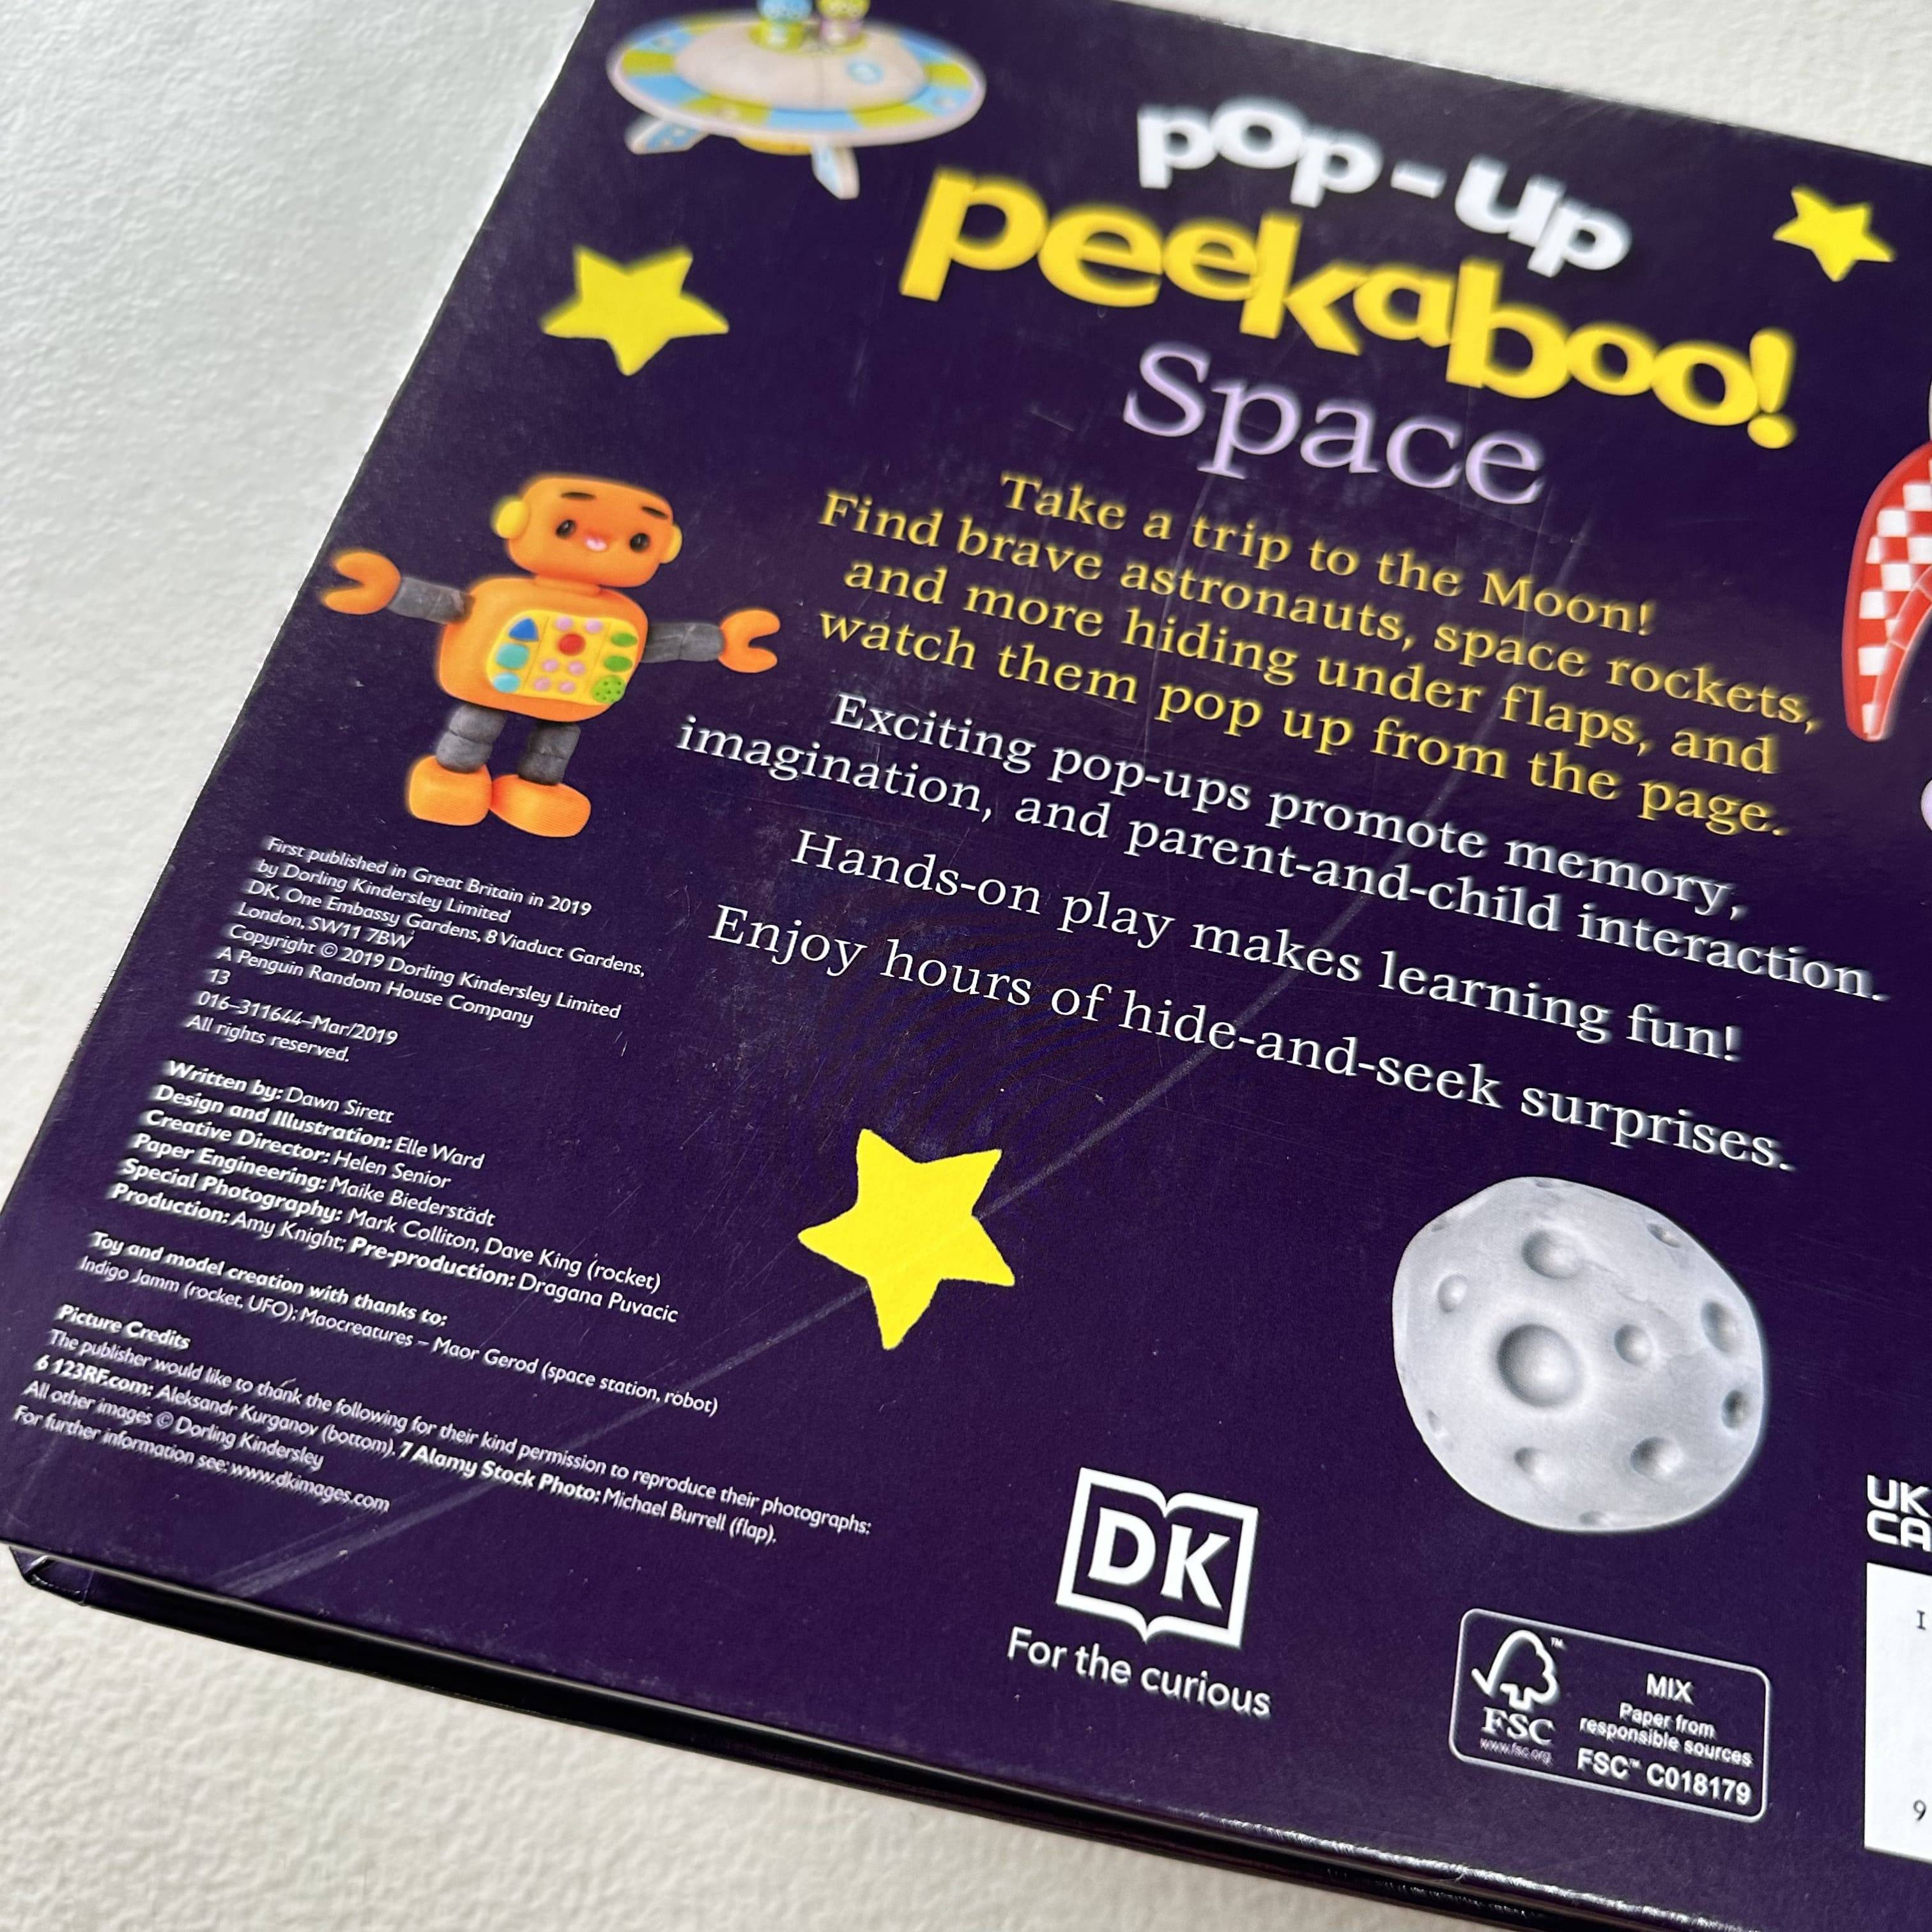 pop-up
peekaboo!
Space
Take a trip to the Moon!
Find brave astronauts, space rockets,
and more hiding under flaps, and
watch them pop up from the page.
Exciting pop-ups promote memory,
imagination, and parent-and-child interaction.
Hands-on play makes learning fun!
Enjoy hours of hide-and-seek surprises.
First published in Great Britain in 2019
by Dorling Kindersley Limited
DK, One Embassy Gardens, 8 Viaduct Gardens,
London, SW11 7BW
Copyright © 2019 Dorling Kindersley Limited
A Penguin Random House Company
13
016–311644–Mar/2019
All rights reserved.
Written by: Dawn Sirett
Design and Illustration: Elle Ward
Creative Director: Helen Senior
Paper Engineering: Maike Biederstädt
Special Photography: Mark Colliton, Dave King (rocket)
Production: Amy Knight; Pre-production: Dragana Puvacic
Toy and model creation with thanks to:
Indigo Jamm (rocket, UFO); Maocreatures – Maor Gerod (space station, robot)
Picture Credits
The publisher would like to thank the following for their kind permission to reproduce their photographs:
6 123RF.com: Aleksandr Kurganov (bottom). 7 Alamy Stock Photo: Michael Burrell (flap).
All other images © Dorling Kindersley
For further information see: www.dkimages.com
DK
For the curious
FSC
www.fsc.org
MIX
Paper from
responsible sources
FSC™ C018179
UK
CA
I
9